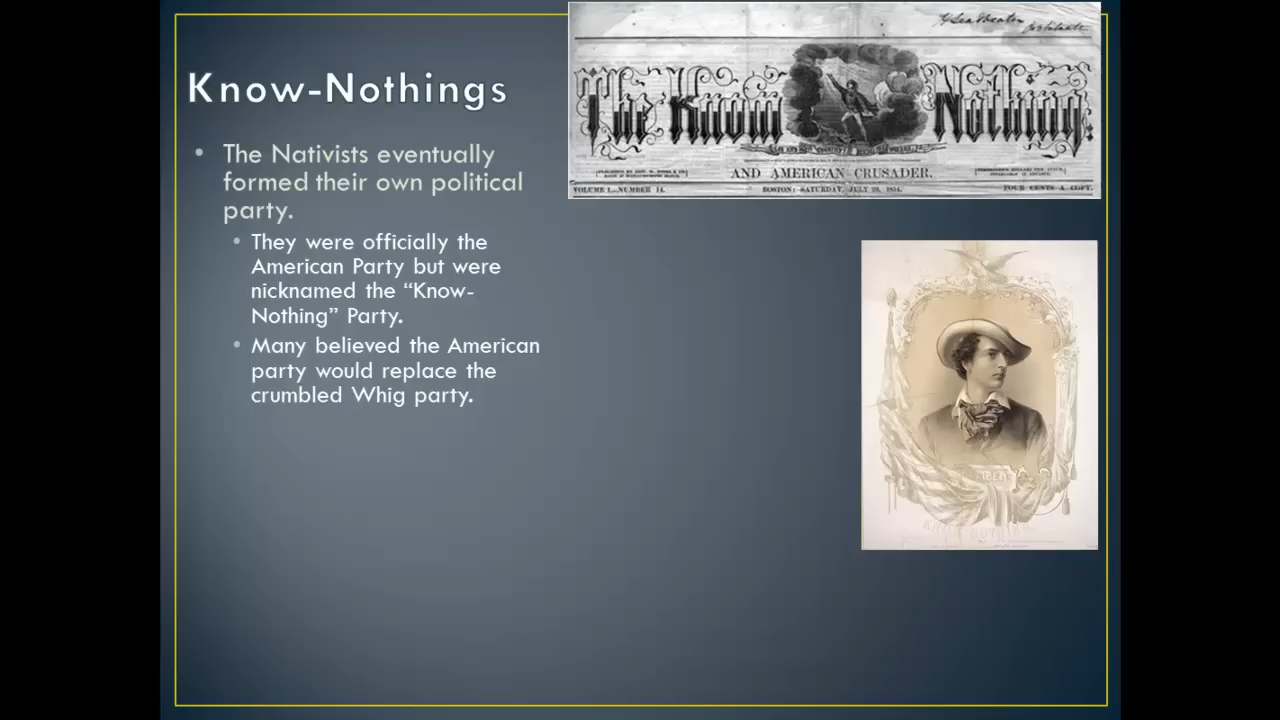 Know-Nothings
The Know Nothing.
AND AMERICAN CRUSADER.
VOLUME I...NUMBER 14.
BOSTON: SATURDAY, JULY 29, 1854.
FOUR CENTS A COPY.
• The Nativists eventually
formed their own political
party.
• They were officially the
American Party but were
nicknamed the “Know-
Nothing” Party.
• Many believed the American
party would replace the
crumbled Whig party.